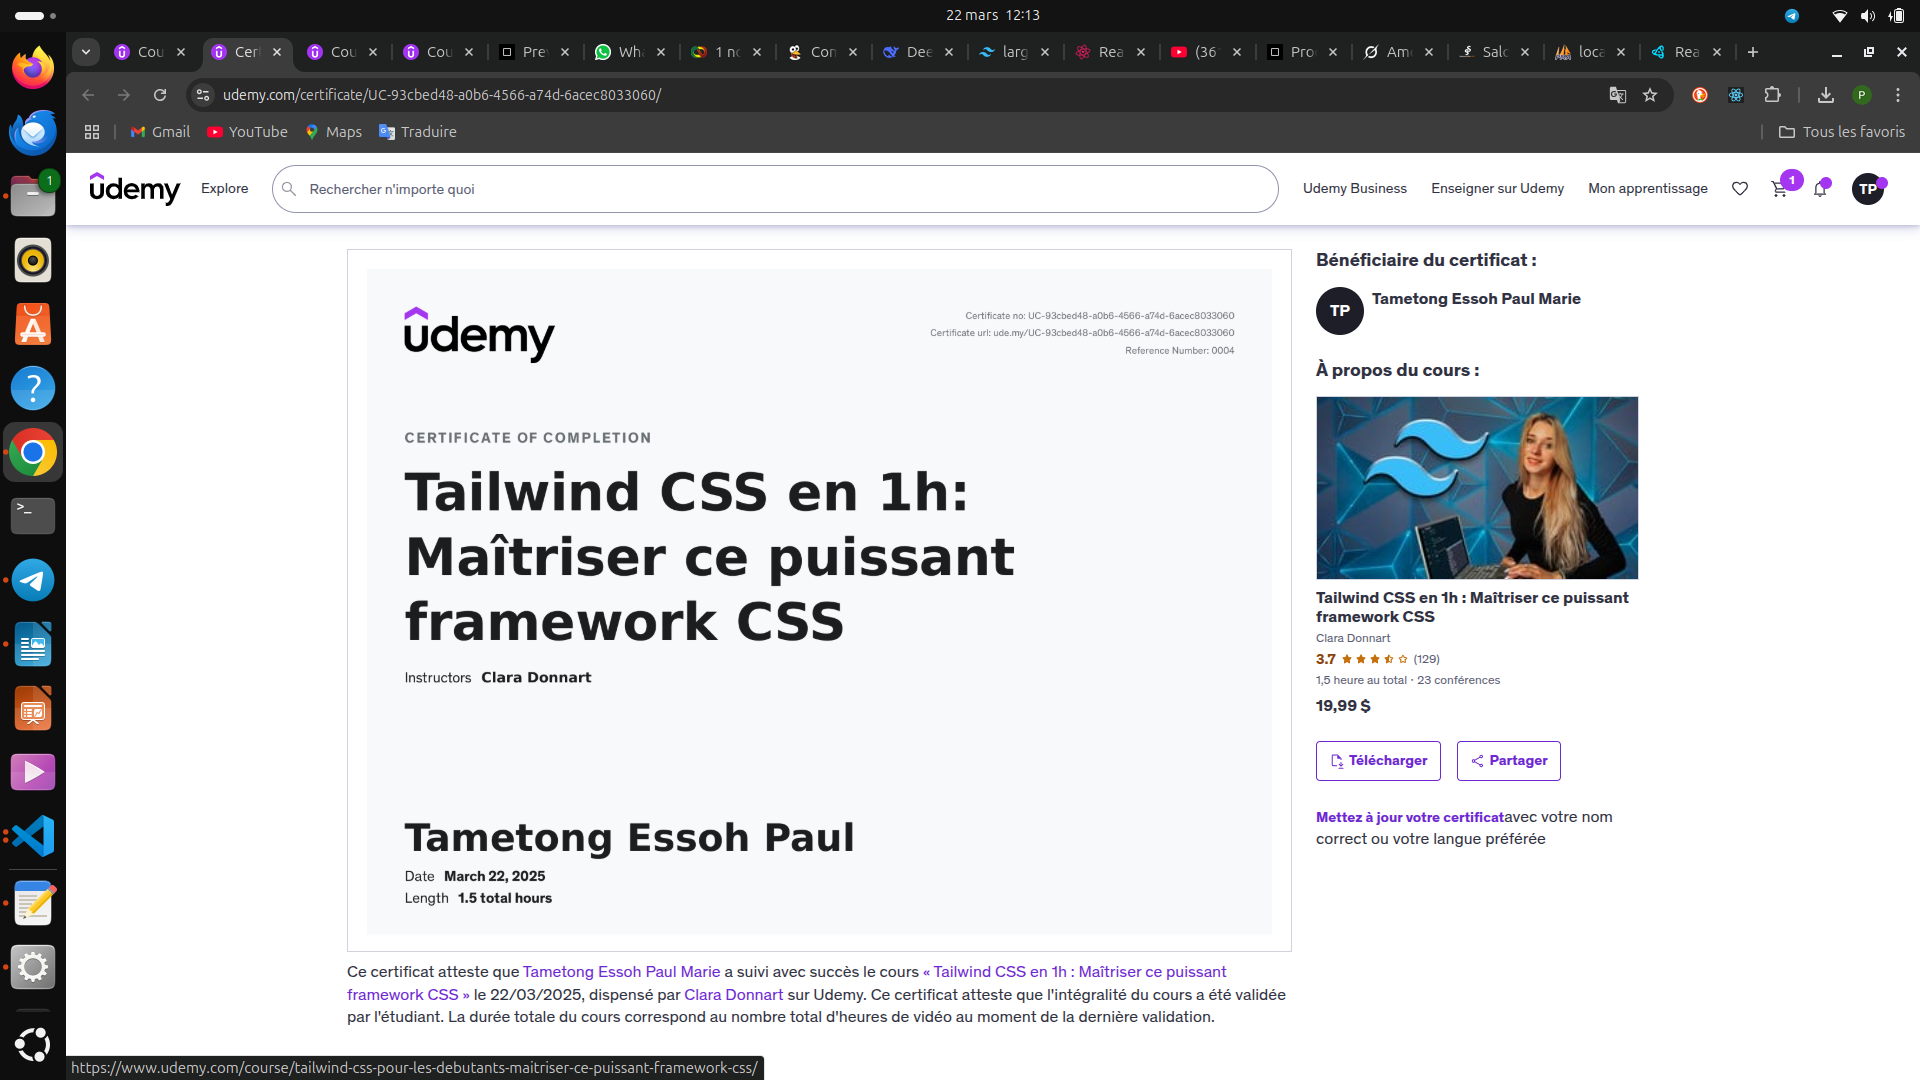 22 mars 12:13
Cou
Cer
Cou
Cou
Pre
Wha
1 no
Con
Dee
larg
Rea
(36
Pro
Am
Salo
loca
Rea
udemy.com/certificate/UC-93cbed48-a0b6-4566-a74d-6acec8033060/
P
Gmail
YouTube
Maps
Traduire
Tous les favoris
1
udemy
Explore
Rechercher n'importe quoi
Udemy Business
Enseigner sur Udemy
Mon apprentissage
1
TP
udemy
Certificate no: UC-93cbed48-a0b6-4566-a74d-6acec8033060
Certificate url: ude.my/UC-93cbed48-a0b6-4566-a74d-6acec8033060
Reference Number: 0004
CERTIFICATE OF COMPLETION
Tailwind CSS en 1h:
Maîtriser ce puissant
framework CSS
Instructors Clara Donnart
Tametong Essoh Paul
Date March 22, 2025
Length 1.5 total hours
Ce certificat atteste que Tametong Essoh Paul Marie a suivi avec succès le cours « Tailwind CSS en 1h : Maîtriser ce puissant
framework CSS » le 22/03/2025, dispensé par Clara Donnart sur Udemy. Ce certificat atteste que l'intégralité du cours a été validée
par l'étudiant. La durée totale du cours correspond au nombre total d'heures de vidéo au moment de la dernière validation.
Bénéficiaire du certificat :
TP
Tametong Essoh Paul Marie
À propos du cours :
Tailwind CSS en 1h : Maîtriser ce puissant
framework CSS
Clara Donnart
3.7 (129)
1,5 heure au total · 23 conférences
19,99 $
Télécharger
Partager
Mettez à jour votre certificatavec votre nom
correct ou votre langue préférée
https://www.udemy.com/course/tailwind-css-pour-les-debutants-maitriser-ce-puissant-framework-css/